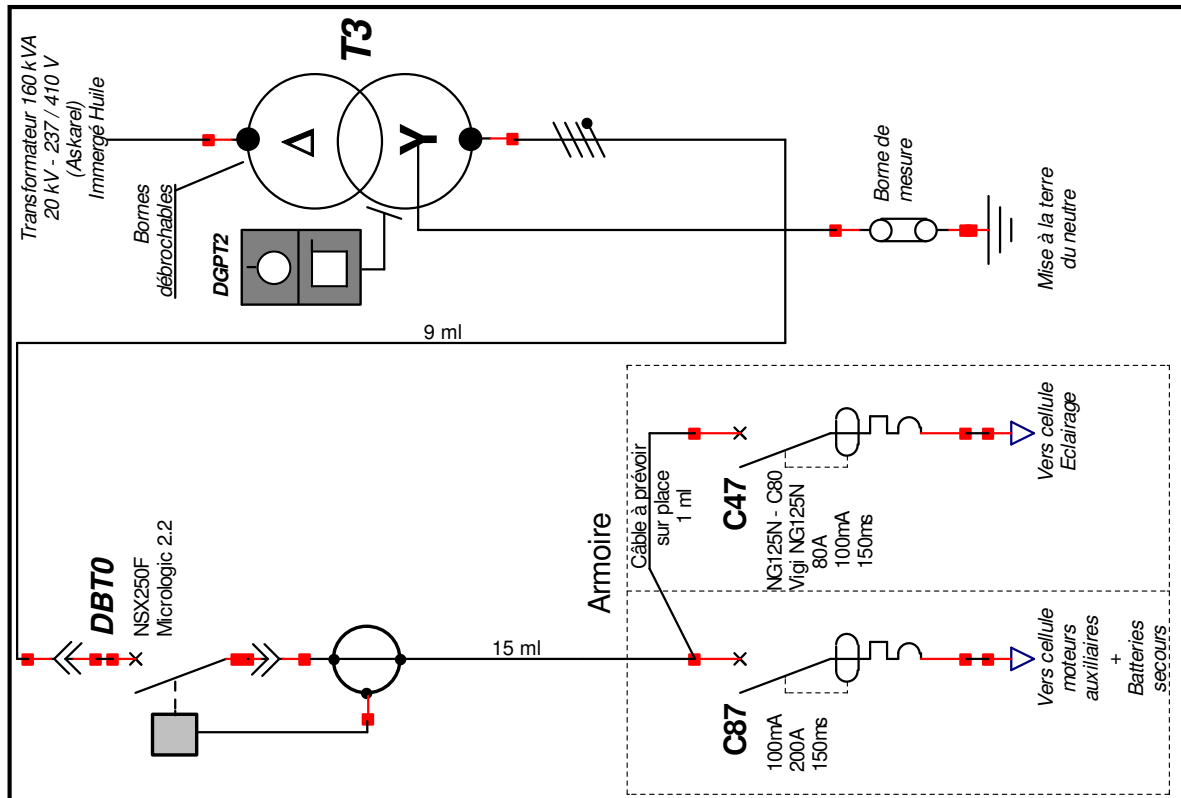 Transformateur 160 kVA
20 kV - 237 / 410 V
(Askarel)
Immergé Huile
T3
Δ
Y
Bornes
débrochables
DGPT2
Borne de
mesure
Mise à la terre
du neutre
9 ml
DBT0
NSX250F
Micrologic 2.2
15 ml
Armoire
Câble à prévoir
sur place
1 ml
C47
NG125N - C80
Vigi NG125N
80A
100mA
150ms
Vers cellule
Eclairage
C87
100mA
200A
150ms
Vers cellule
moteurs
auxiliaires
+
Batteries
secours